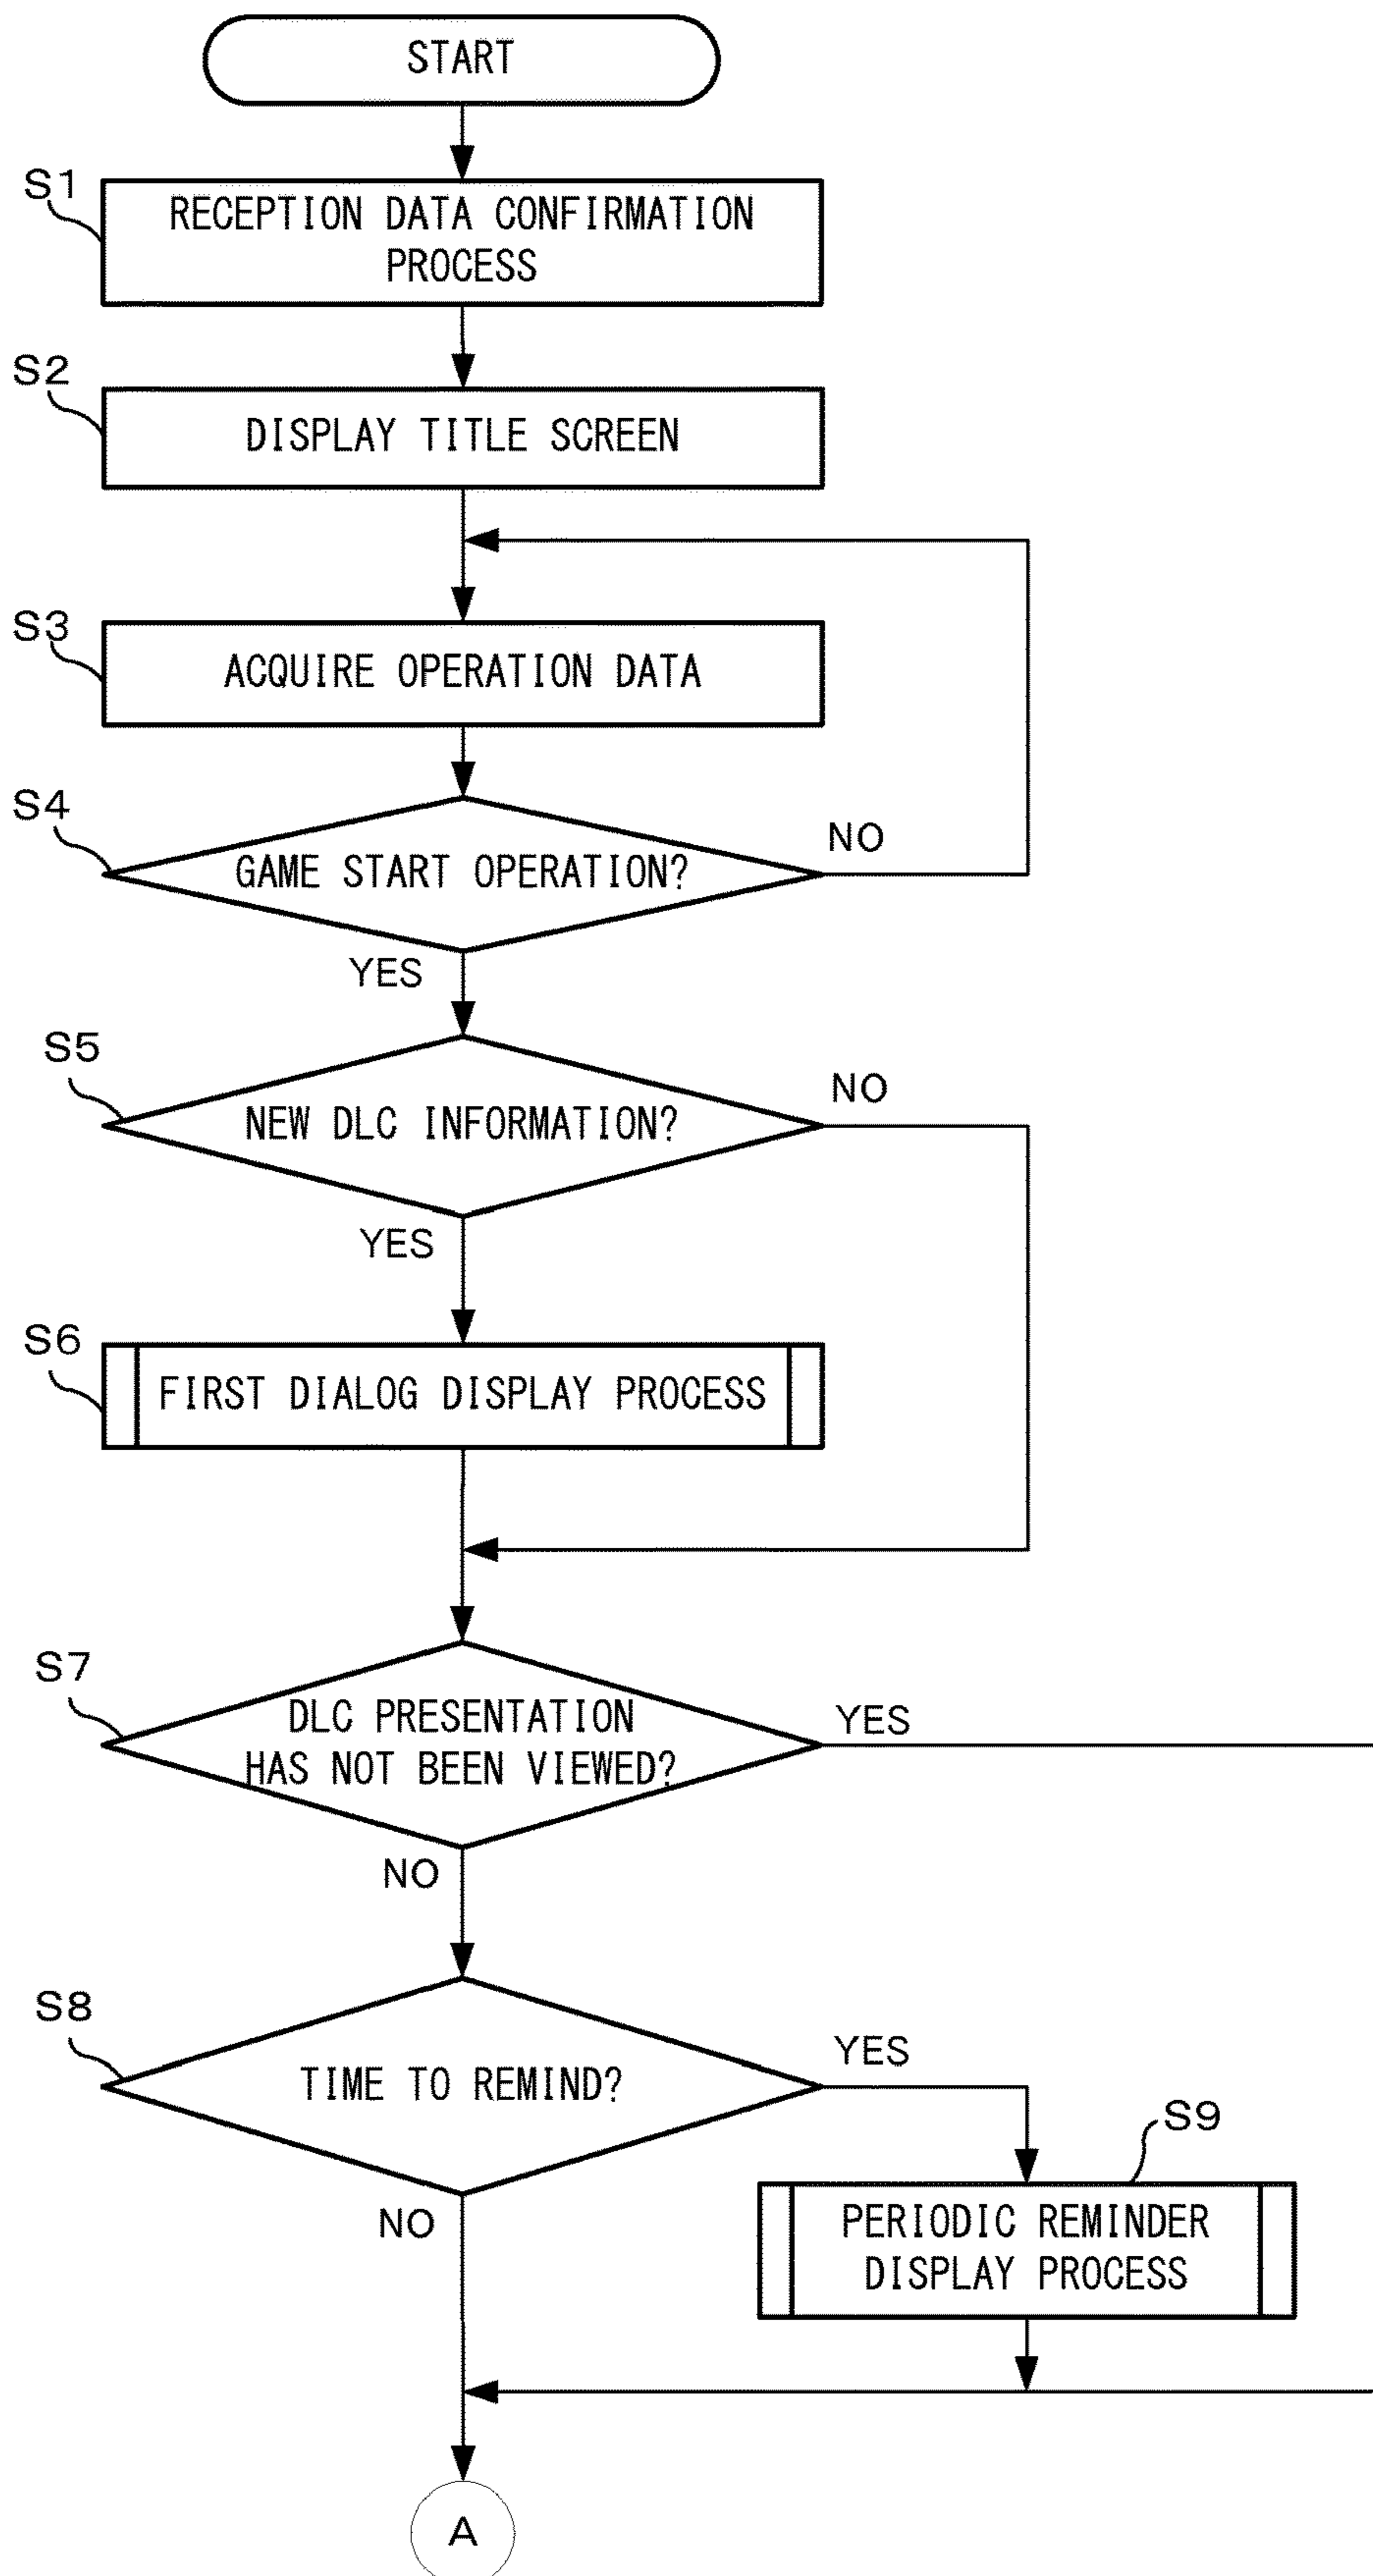 START
S1
RECEPTION DATA CONFIRMATION
PROCESS
S2
DISPLAY TITLE SCREEN
S3
ACQUIRE OPERATION DATA
S4
GAME START OPERATION?
NO
YES
S5
NEW DLC INFORMATION?
NO
YES
S6
FIRST DIALOG DISPLAY PROCESS
S7
DLC PRESENTATION
HAS NOT BEEN VIEWED?
YES
NO
S8
TIME TO REMIND?
YES
NO
S9
PERIODIC REMINDER
DISPLAY PROCESS
A